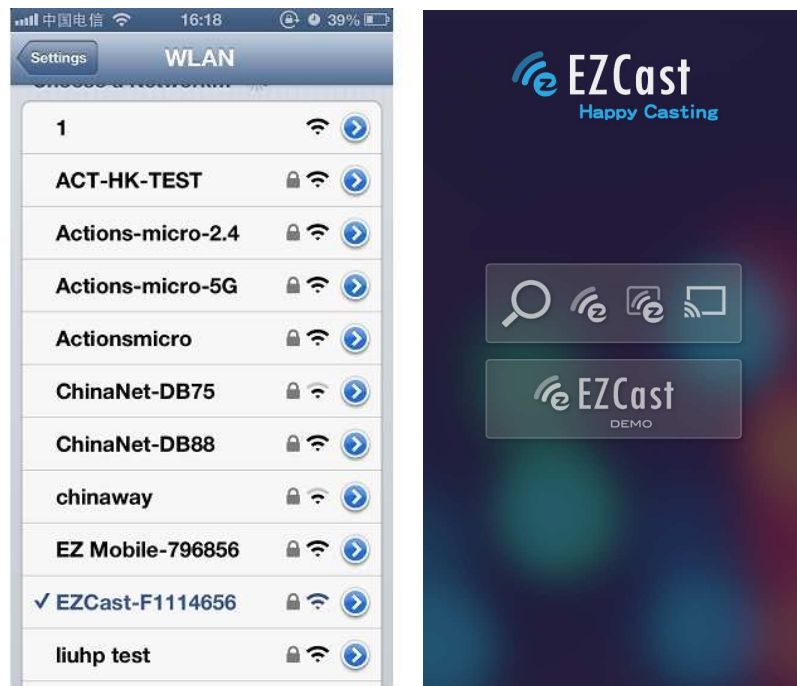 中国电信 16:18 39%
Settings WLAN
Choose a Network...
1
ACT-HK-TEST
Actions-micro-2.4
Actions-micro-5G
Actionsmicro
ChinaNet-DB75
ChinaNet-DB88
chinaway
EZ Mobile-796856
✓ EZCast-F1114656
liuhp test
EZCast
Happy Casting
EZCast
DEMO